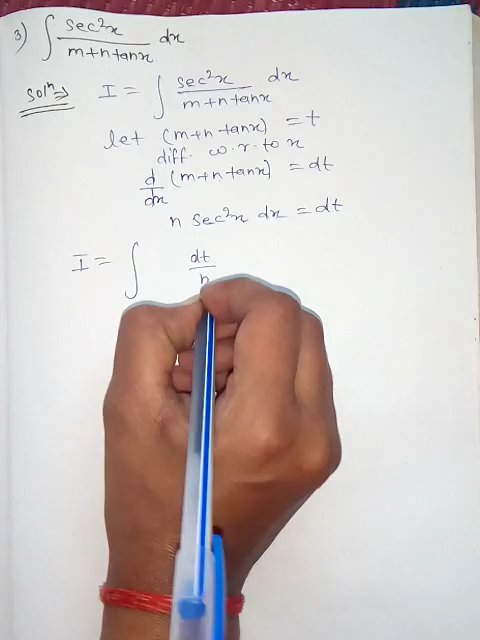 3) ∫ sec²x / m+n tanx dx
Solⁿ⇒ I = ∫ sec²x / m+n tanx dx
let (m+n tanx) = t
diff. w.r.to x
d/dx (m+n tanx) = dt
n sec²x dx = dt
I = ∫ dt/n